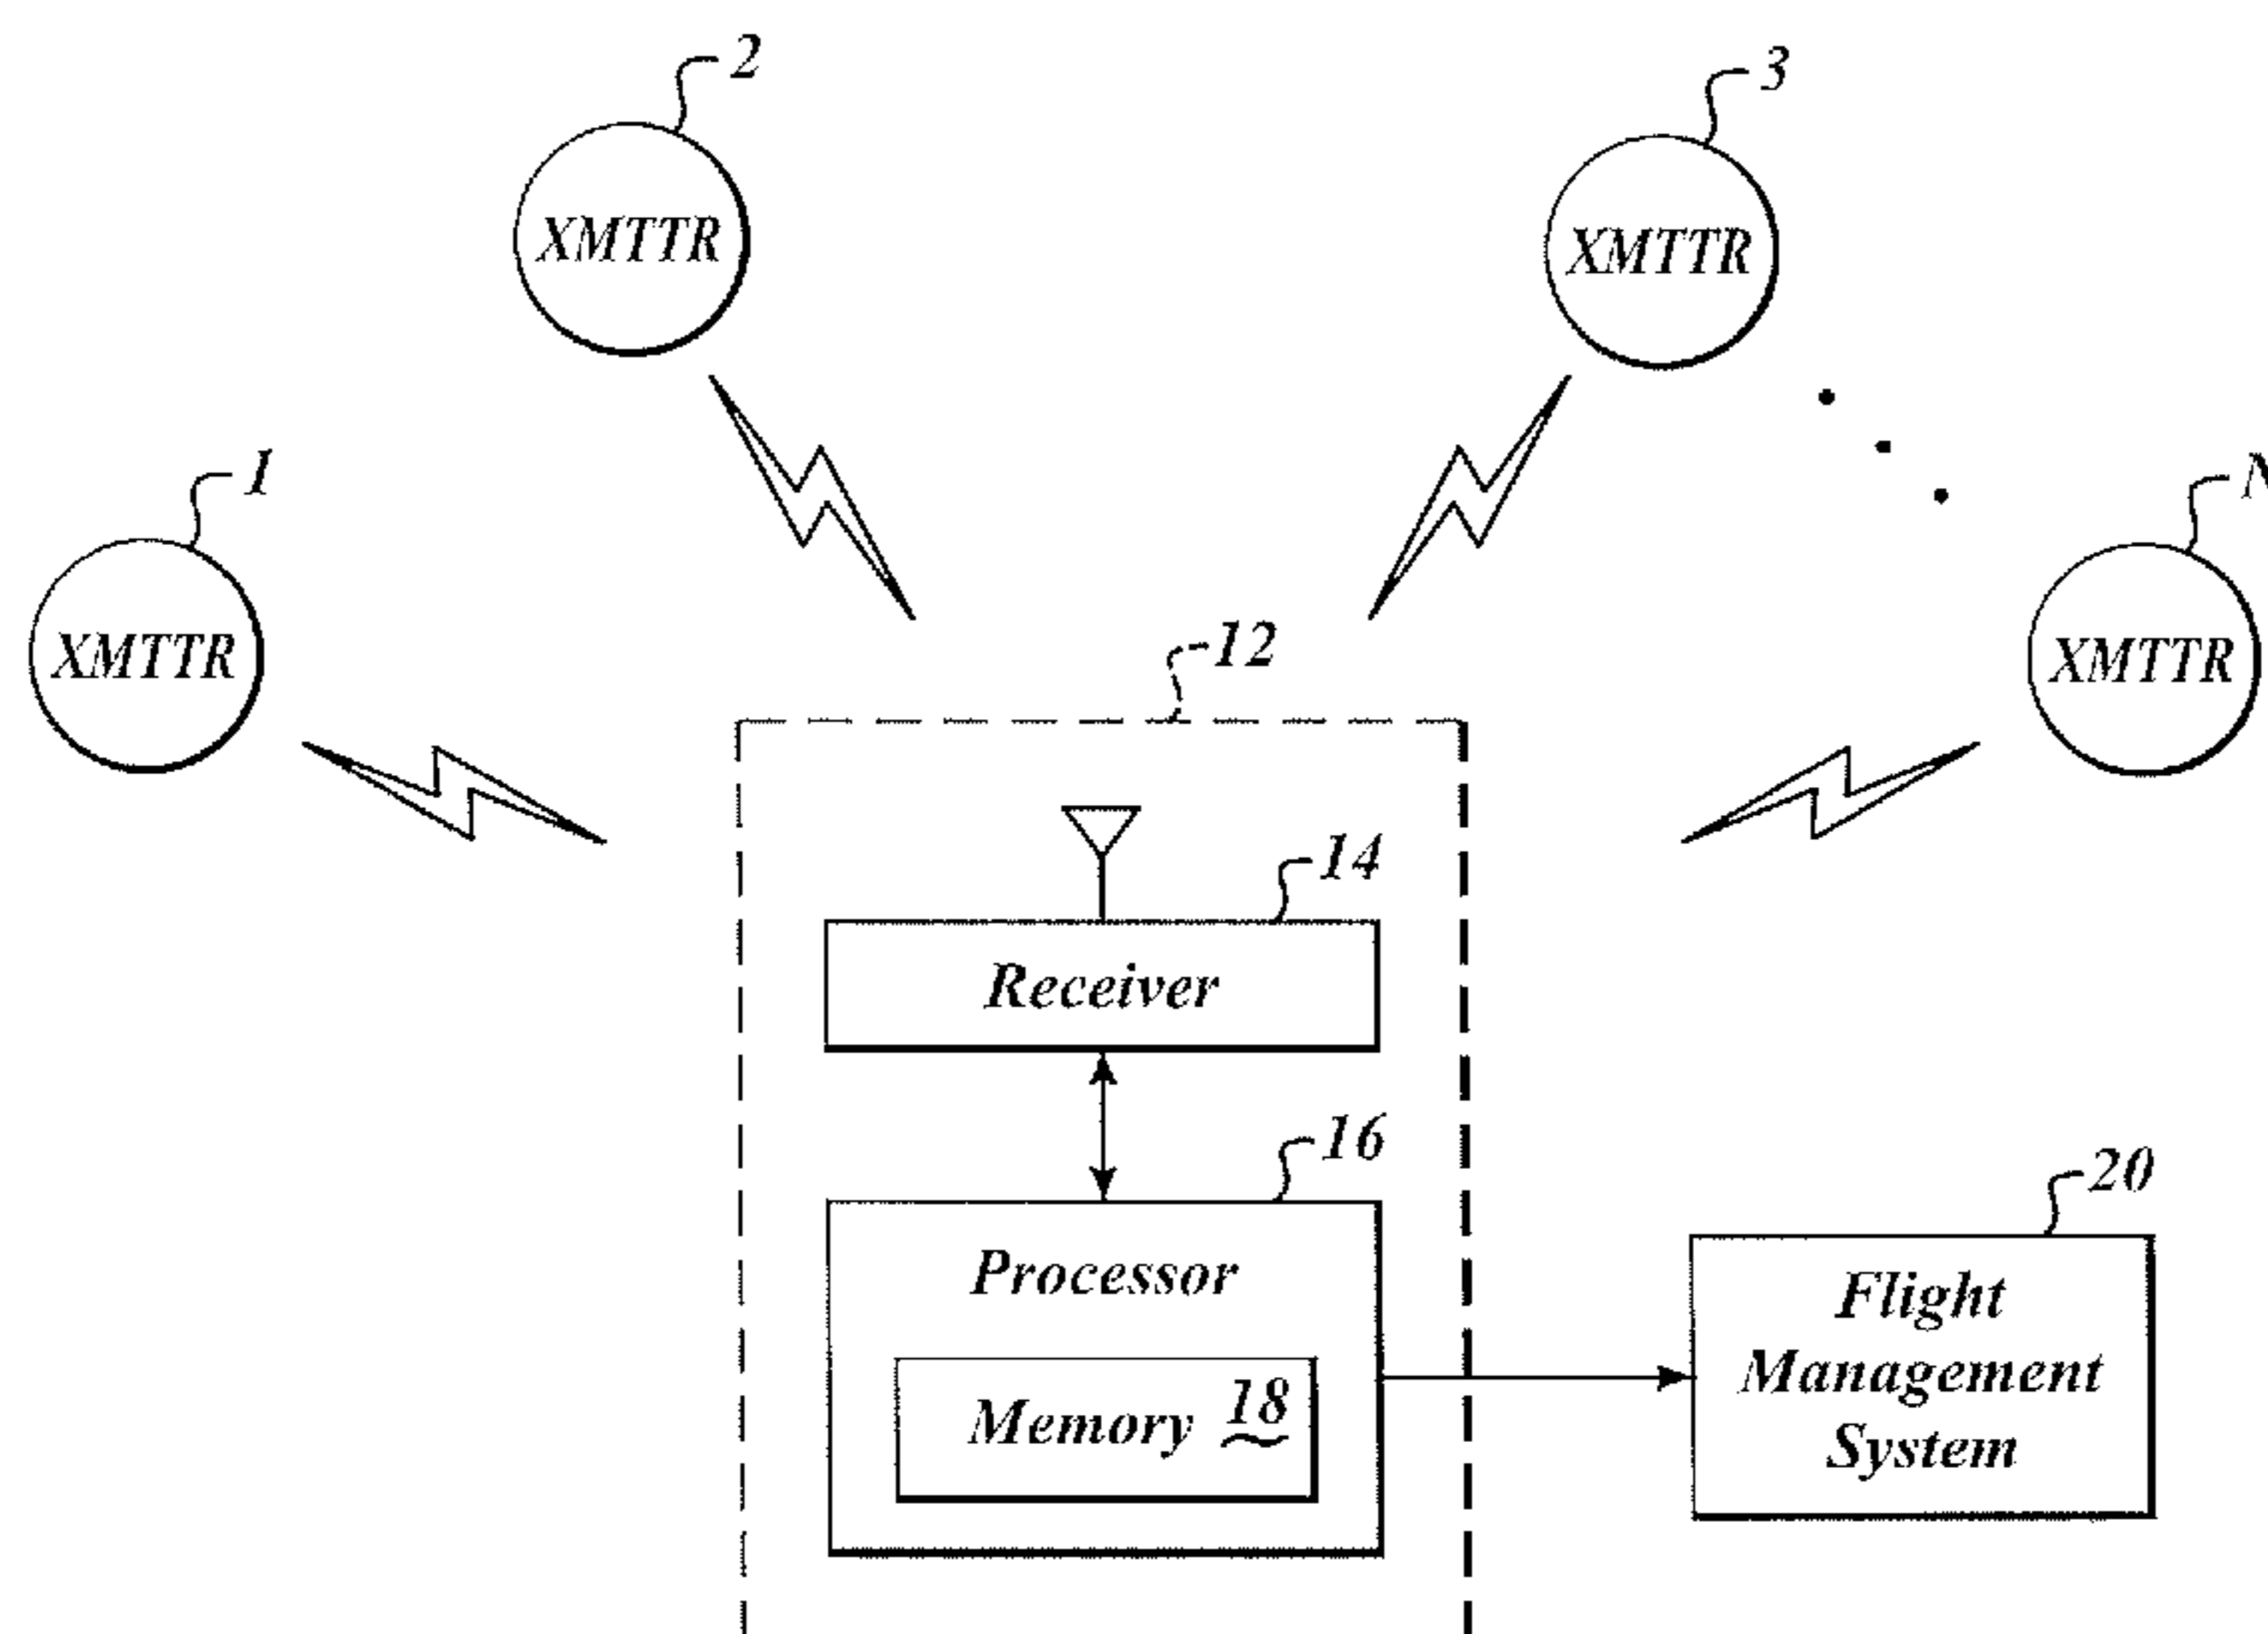 2
3
XMTTR
XMTTR
1
N
XMTTR
XMTTR
12
14
Receiver
16
Processor
20
Memory 18
Flight
Management
System